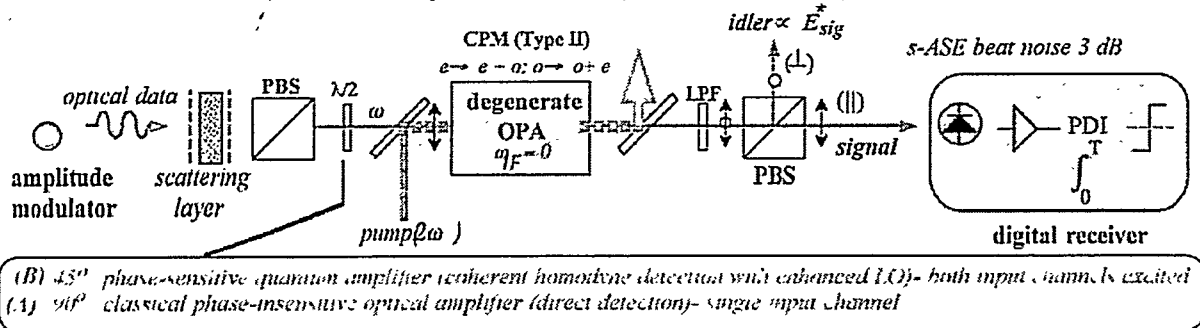 idler∝ E*sig
CPM (Type II)
s-ASE beat noise 3 dB
e→ e - o; o→ o+ e
(⊥)
PBS
λ/2
optical data
ω
degenerate
LPF
(||)
OPA
PDI
ηF=0
T
signal
∫
amplitude
scattering
PBS
0
modulator
layer
pump(2ω)
digital receiver
(B) 45° phase-sensitive quantum amplifier (coherent homodyne detection with enhanced LO)- both input channels excited
(A) 90° classical phase-insensitive optical amplifier (direct detection)- single input channel